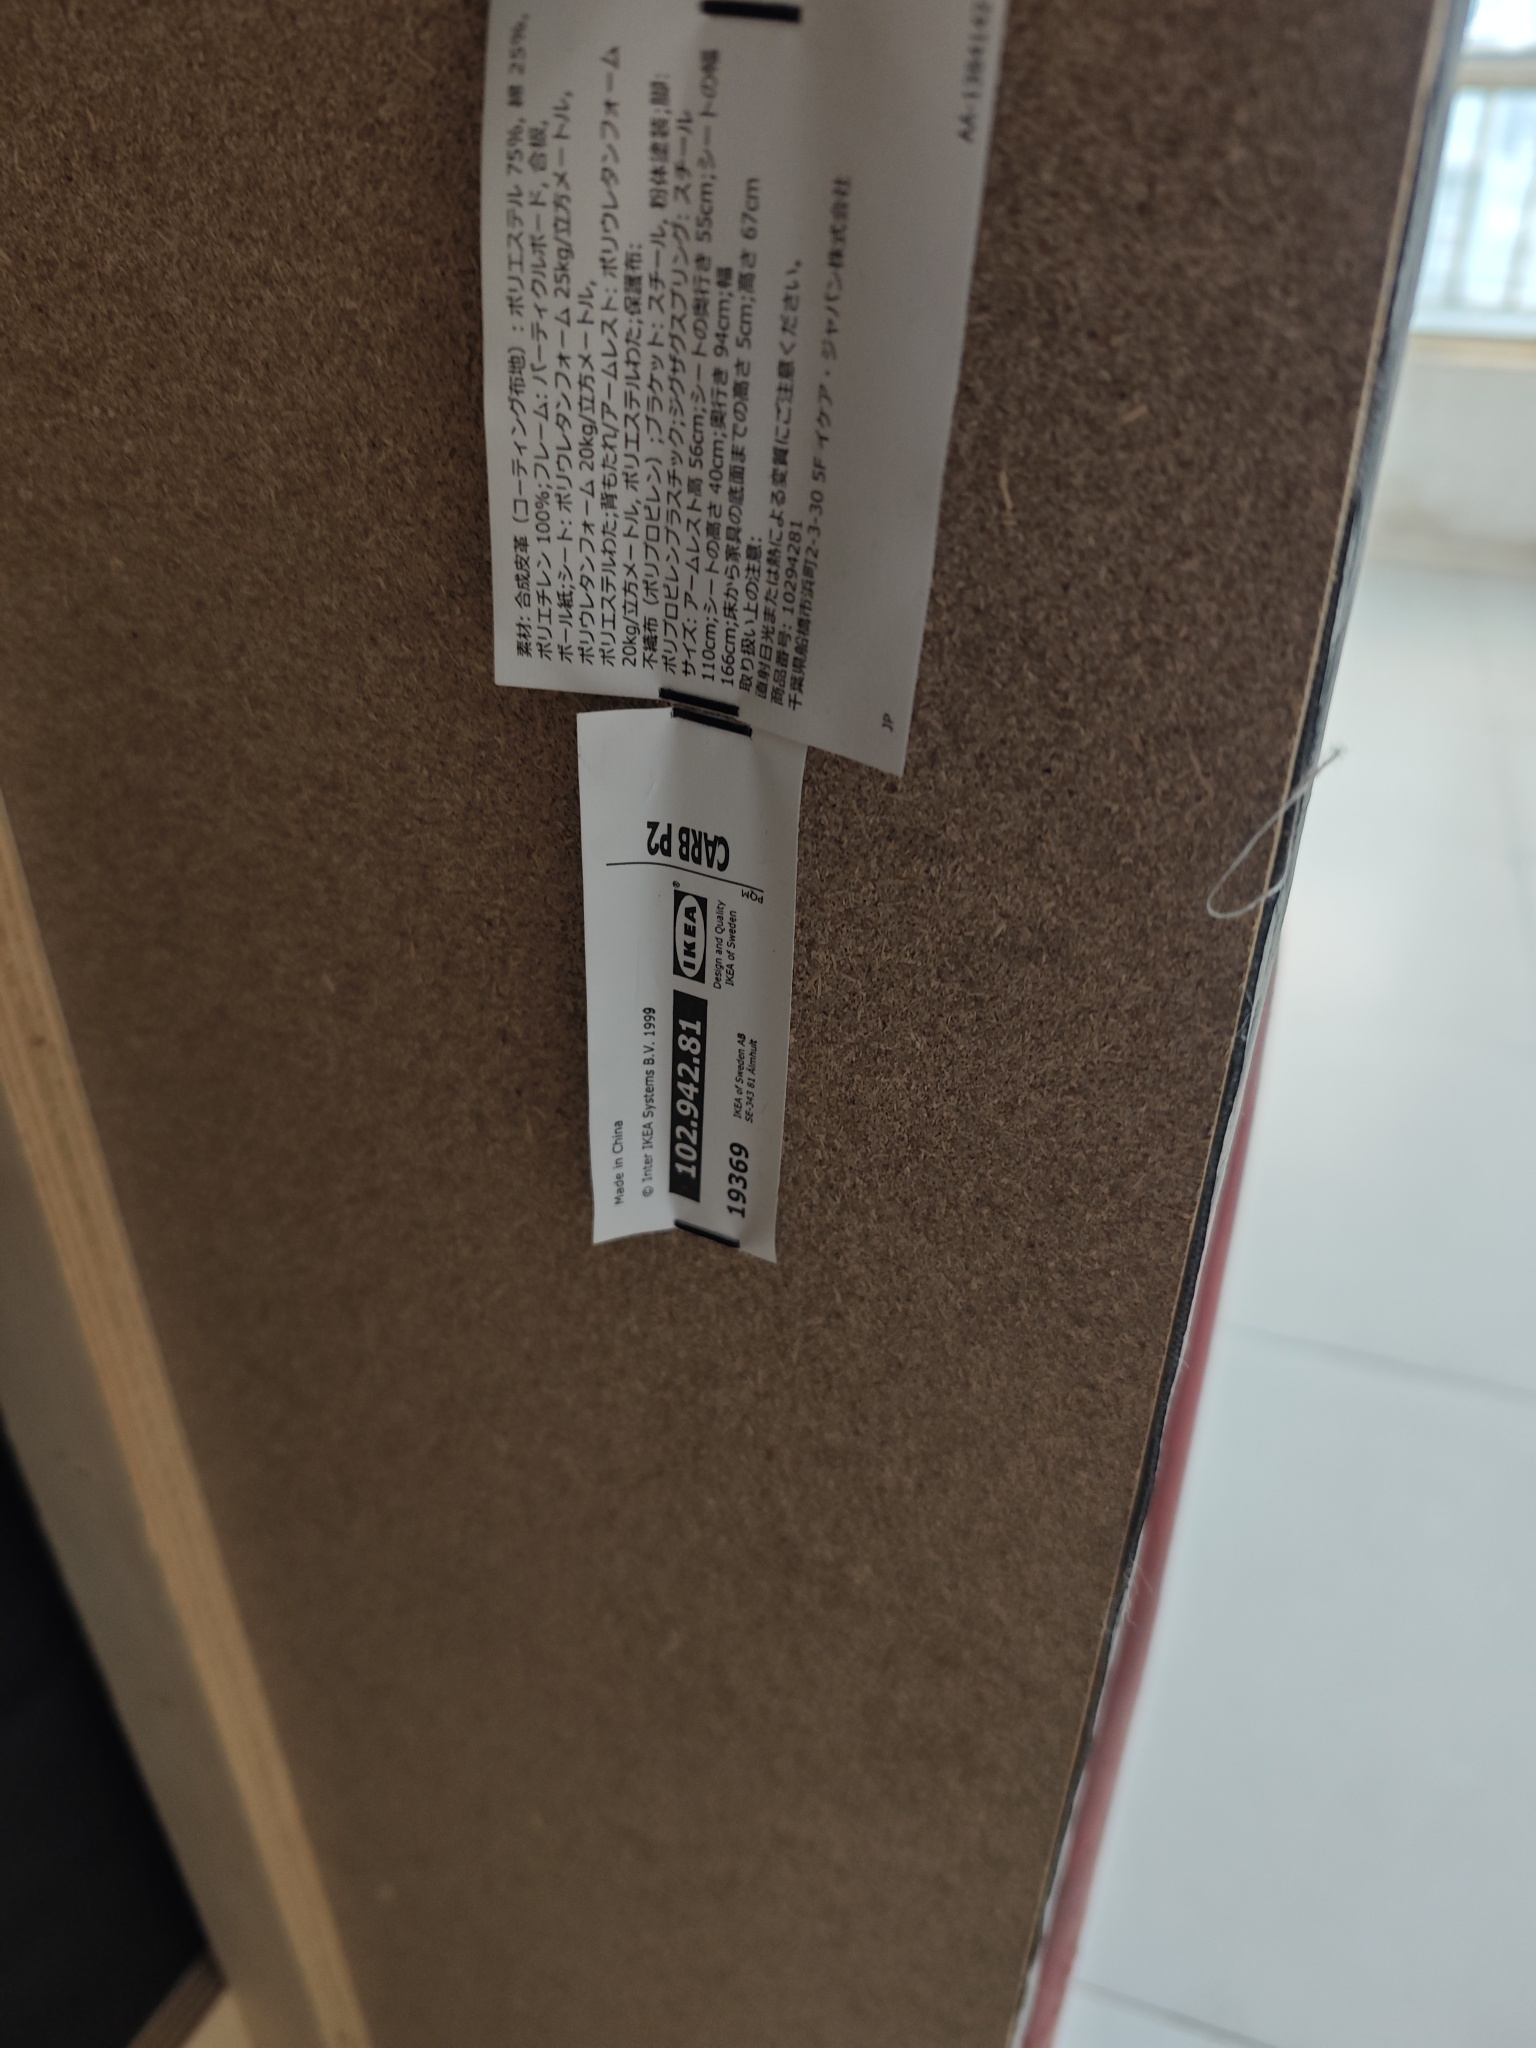 素材: 合成皮革（コーティング布地）: ポリエステル 75%, 綿 25%,
ポリエチレン 100%;フレーム: パーティクルボード, 合板,
ボール紙;シート: ポリウレタンフォーム 25kg/立方メートル,
ポリウレタンフォーム 20kg/立方メートル,
ポリエステルわた;背もたれ/アームレスト: ポリウレタンフォーム
20kg/立方メートル, ポリエステルわた;保護布:
不織布（ポリプロピレン）;ブラケット: スチール, 粉体塗装;脚:
ポリプロピレンプラスチック;ジグザグスプリング: スチール
サイズ: アームレスト高 56cm;シートの奥行き 55cm;シートの幅
110cm;シートの高さ 40cm;奥行き 94cm;幅
166cm;床から家具の底面までの高さ 5cm;高さ 67cm
取り扱い上の注意:
直射日光または熱による変質にご注意ください。
商品番号: 10294281
千葉県船橋市浜町2-3-30 5F イケア・ジャパン株式会社
JP
CARB P2
Made in China
© Inter IKEA Systems B.V. 1999
102.942.81
IKEA®
19369
IKEA of Sweden AB
SE-343 81 Älmhult
Design and Quality
IKEA of Sweden